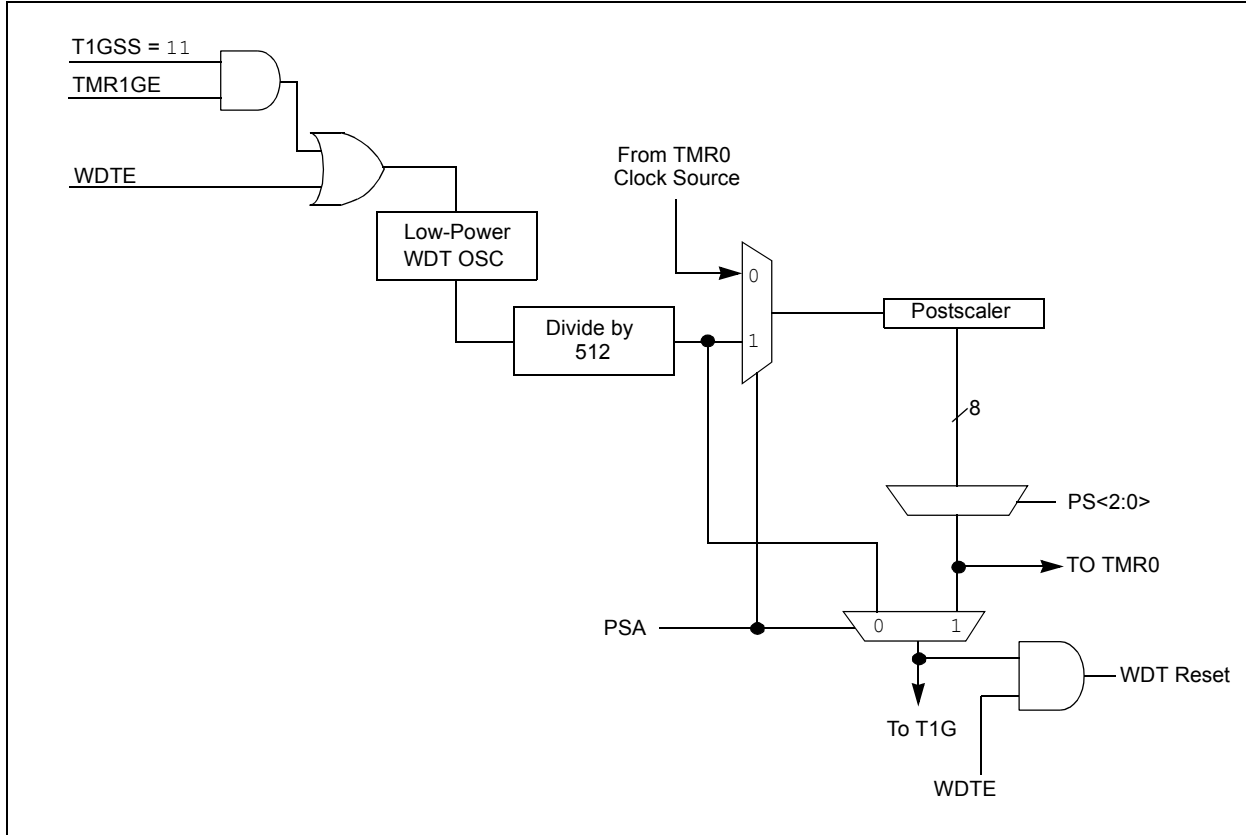 T1GSS = 11
TMR1GE
WDTE
From TMR0
Clock Source
Low-Power
WDT OSC
0
Divide by
512
1
Postscaler
8
PS<2:0>
TO TMR0
PSA
0
1
WDT Reset
To T1G
WDTE